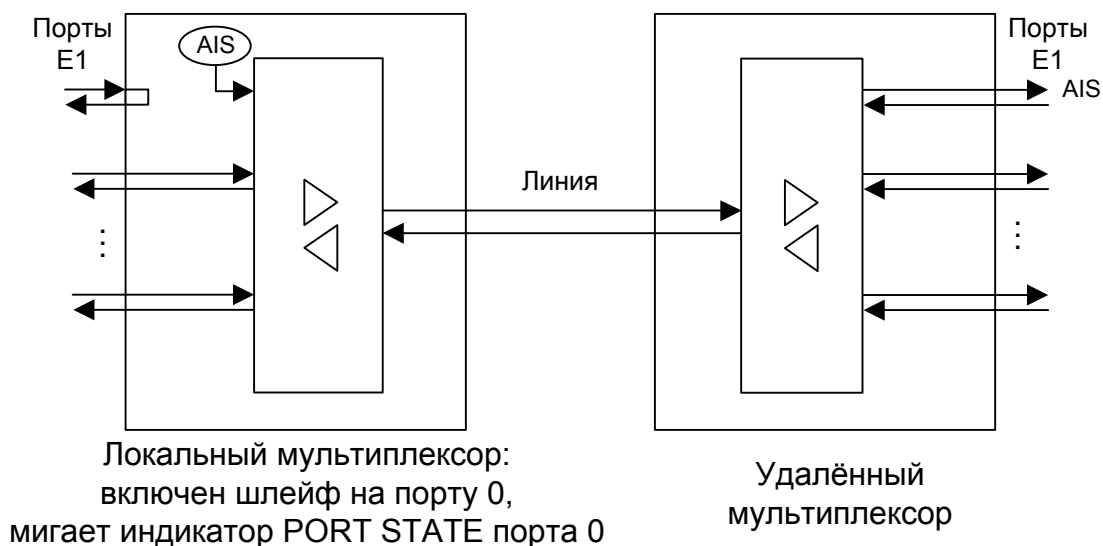 Порты
E1
AIS
Порты
E1
AIS
Линия
Локальный мультиплексор:
включен шлейф на порту 0,
мигает индикатор PORT STATE порта 0
Удалённый
мультиплексор